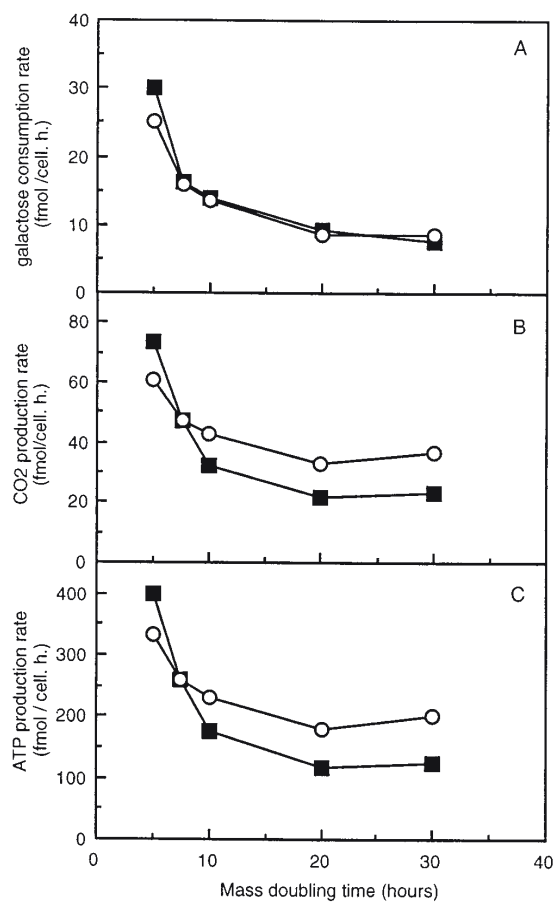 40
30
20
10
0
galactose consumption rate
(fmol /cell. h.)
A
80
60
40
20
0
CO2 production rate
(fmol/cell. h.)
B
400
300
200
100
0
ATP production rate
(fmol / cell. h.)
C
0 10 20 30 40
Mass doubling time (hours)